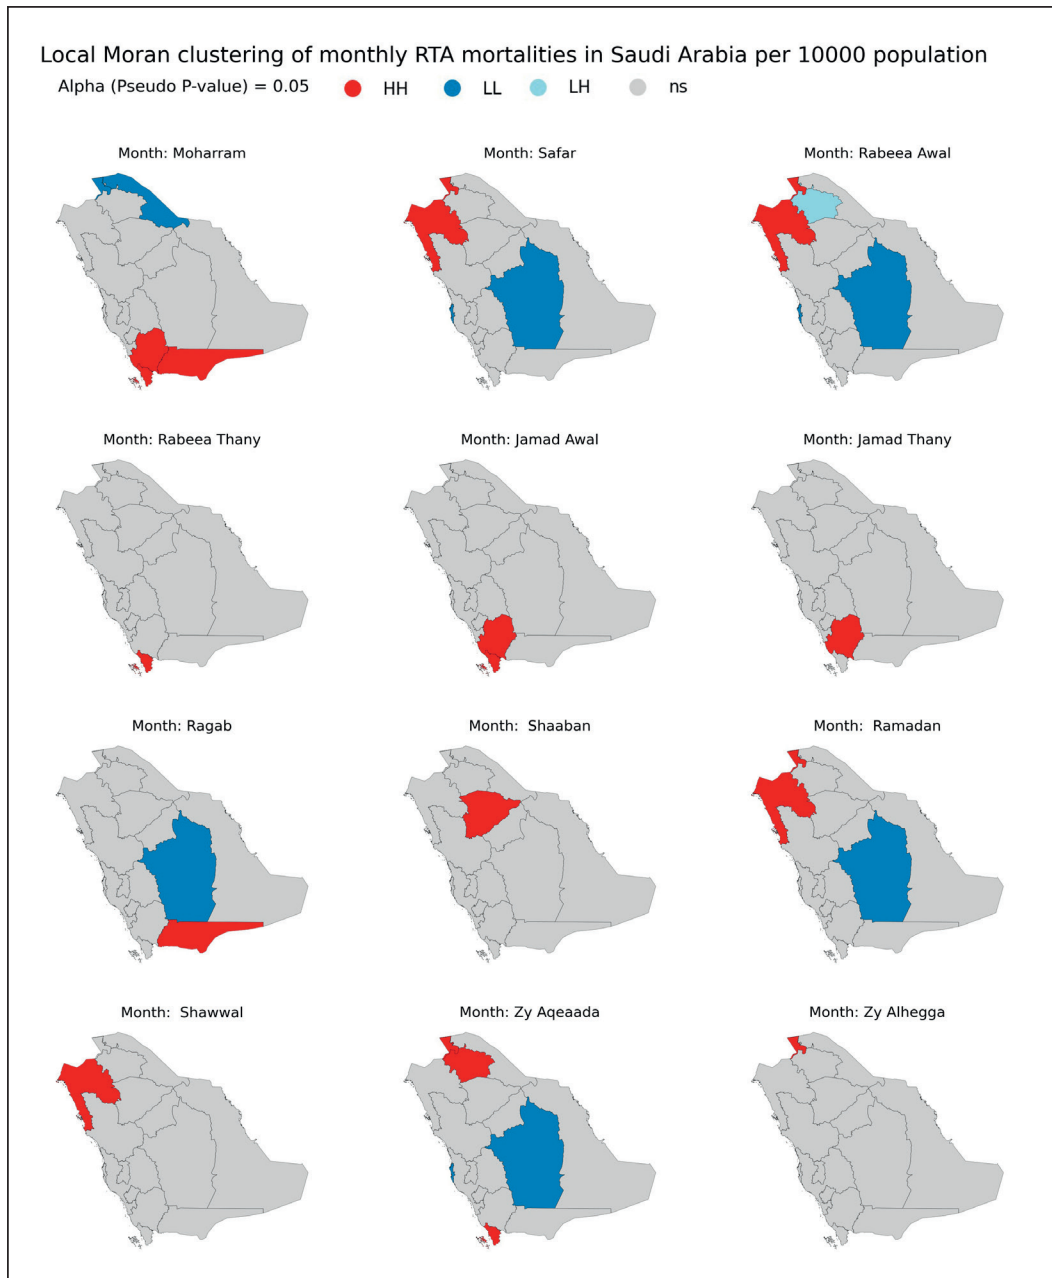 Local Moran clustering of monthly RTA mortalities in Saudi Arabia per 10000 population
Alpha (Pseudo P-value) = 0.05 HH LL LH ns
Month: Moharram
Month: Safar
Month: Rabeea Awal
Month: Rabeea Thany
Month: Jamad Awal
Month: Jamad Thany
Month: Ragab
Month:  Shaaban
Month:  Ramadan
Month:  Shawwal
Month: Zy Aqeaada
Month: Zy Alhegga